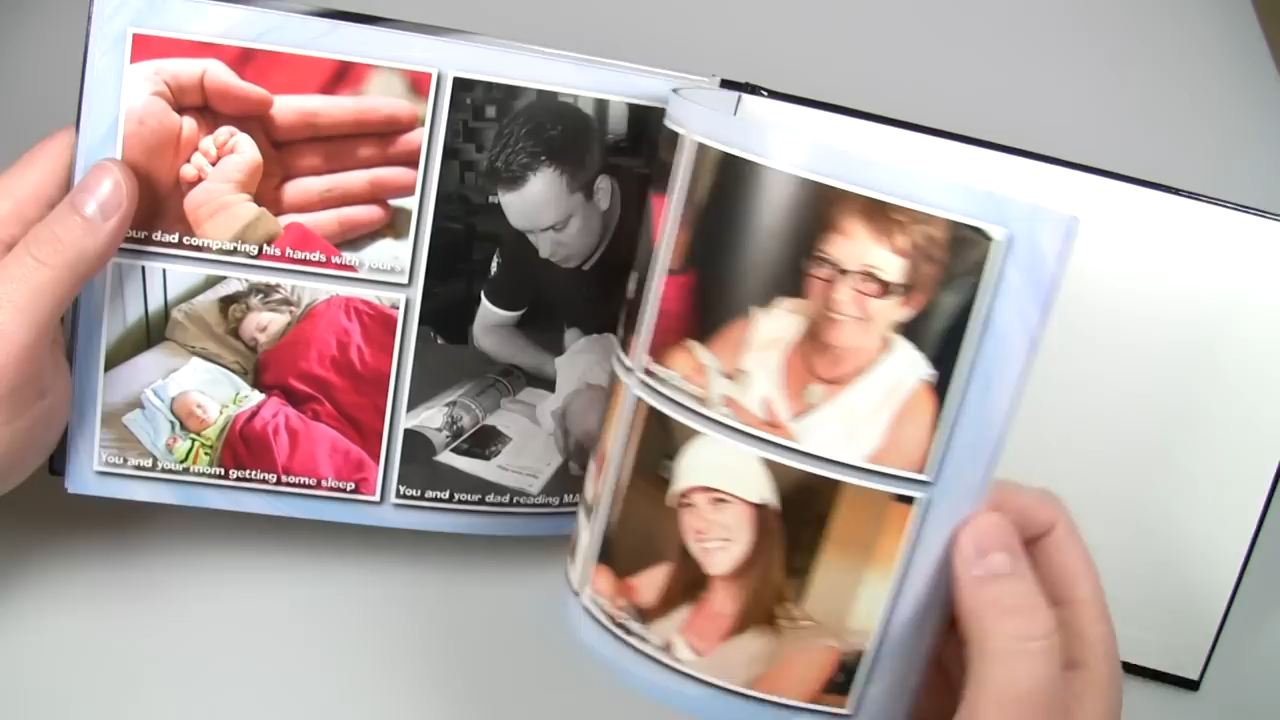 our dad comparing his hands with yours
You and your mom getting some sleep
You and your dad reading MA